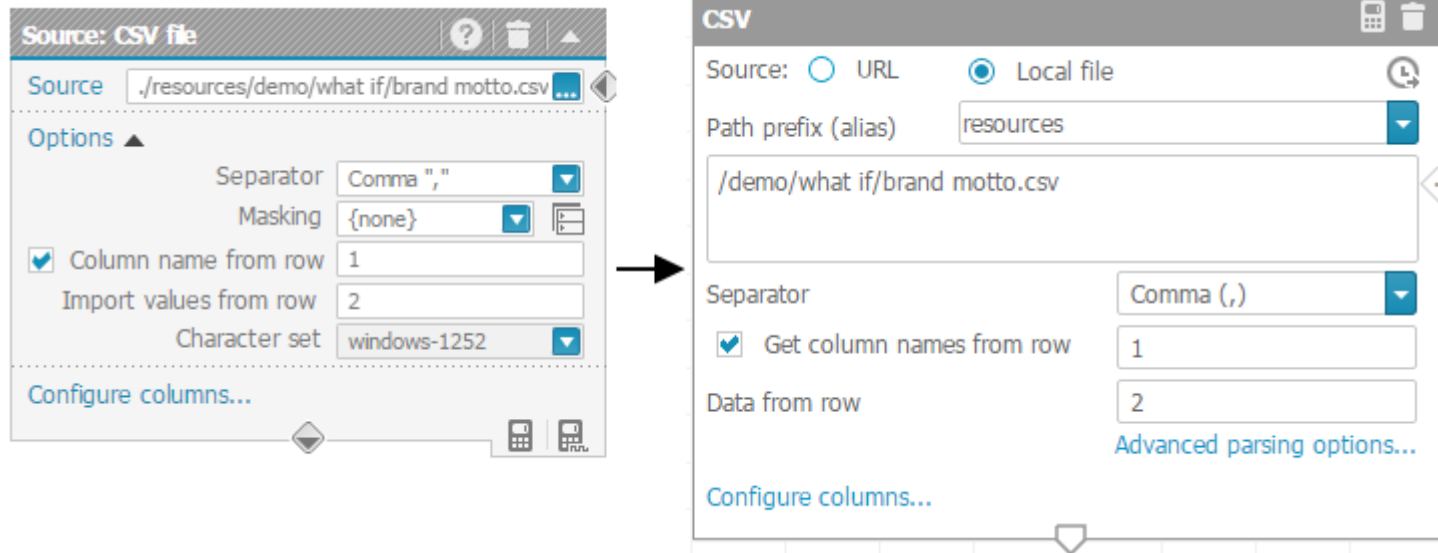 Source: CSV file
Source ./resources/demo/what if/brand motto.csv ...
Options
Separator Comma ","
Masking {none}
Column name from row 1
Import values from row 2
Character set windows-1252
Configure columns...
CSV
Source: URL Local file
Path prefix (alias) resources
/demo/what if/brand motto.csv
Separator Comma (,)
Get column names from row 1
Data from row 2
Advanced parsing options...
Configure columns...